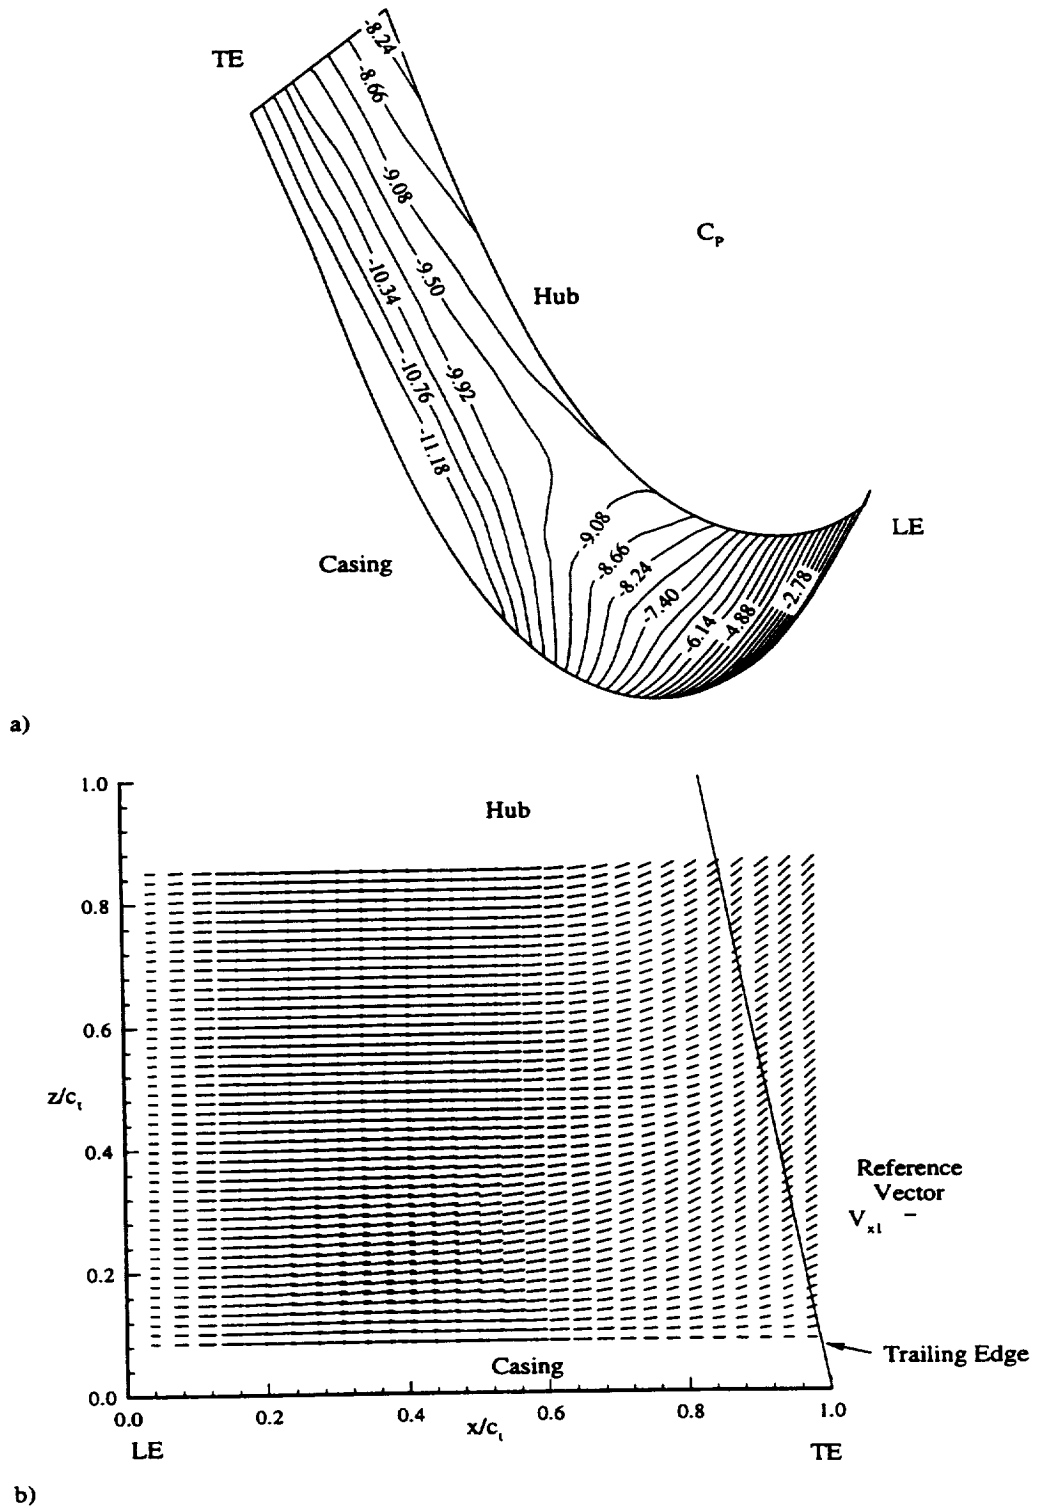 TE
-8.24
-8.66
-9.08
C_P
-9.50
-10.34
Hub
-9.92
-10.76
-11.18
LE
-9.08
-8.66
-8.24
-7.40
-6.14
-4.88
-2.78
Casing
a)
1.0
Hub
0.8
0.6
z/c_t
0.4
Reference
Vector
V_x1
0.2
Trailing Edge
Casing
0.0
0.0 0.2 0.4 0.6 0.8 1.0
x/c_t
LE TE
b)